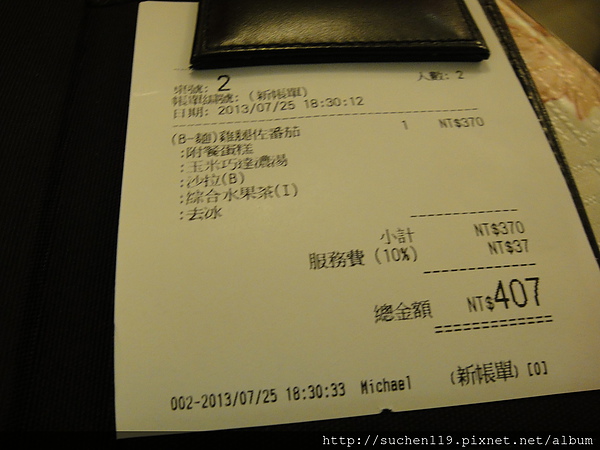 桌號: 2 人數: 2
帳單編號: (新帳單)
日期: 2013/07/25 18:30:12
(B-麵)雞腿佐番茄 1 NT$370
:附餐蛋糕
:玉米巧達濃湯
:沙拉(B)
:綜合水果茶(I)
:去冰
小計 NT$370
服務費 (10%) NT$37
總金額 NT$407
002-2013/07/25 18:30:33 Michael (新帳單) [0]
http://suchen119.pixnet.net/album